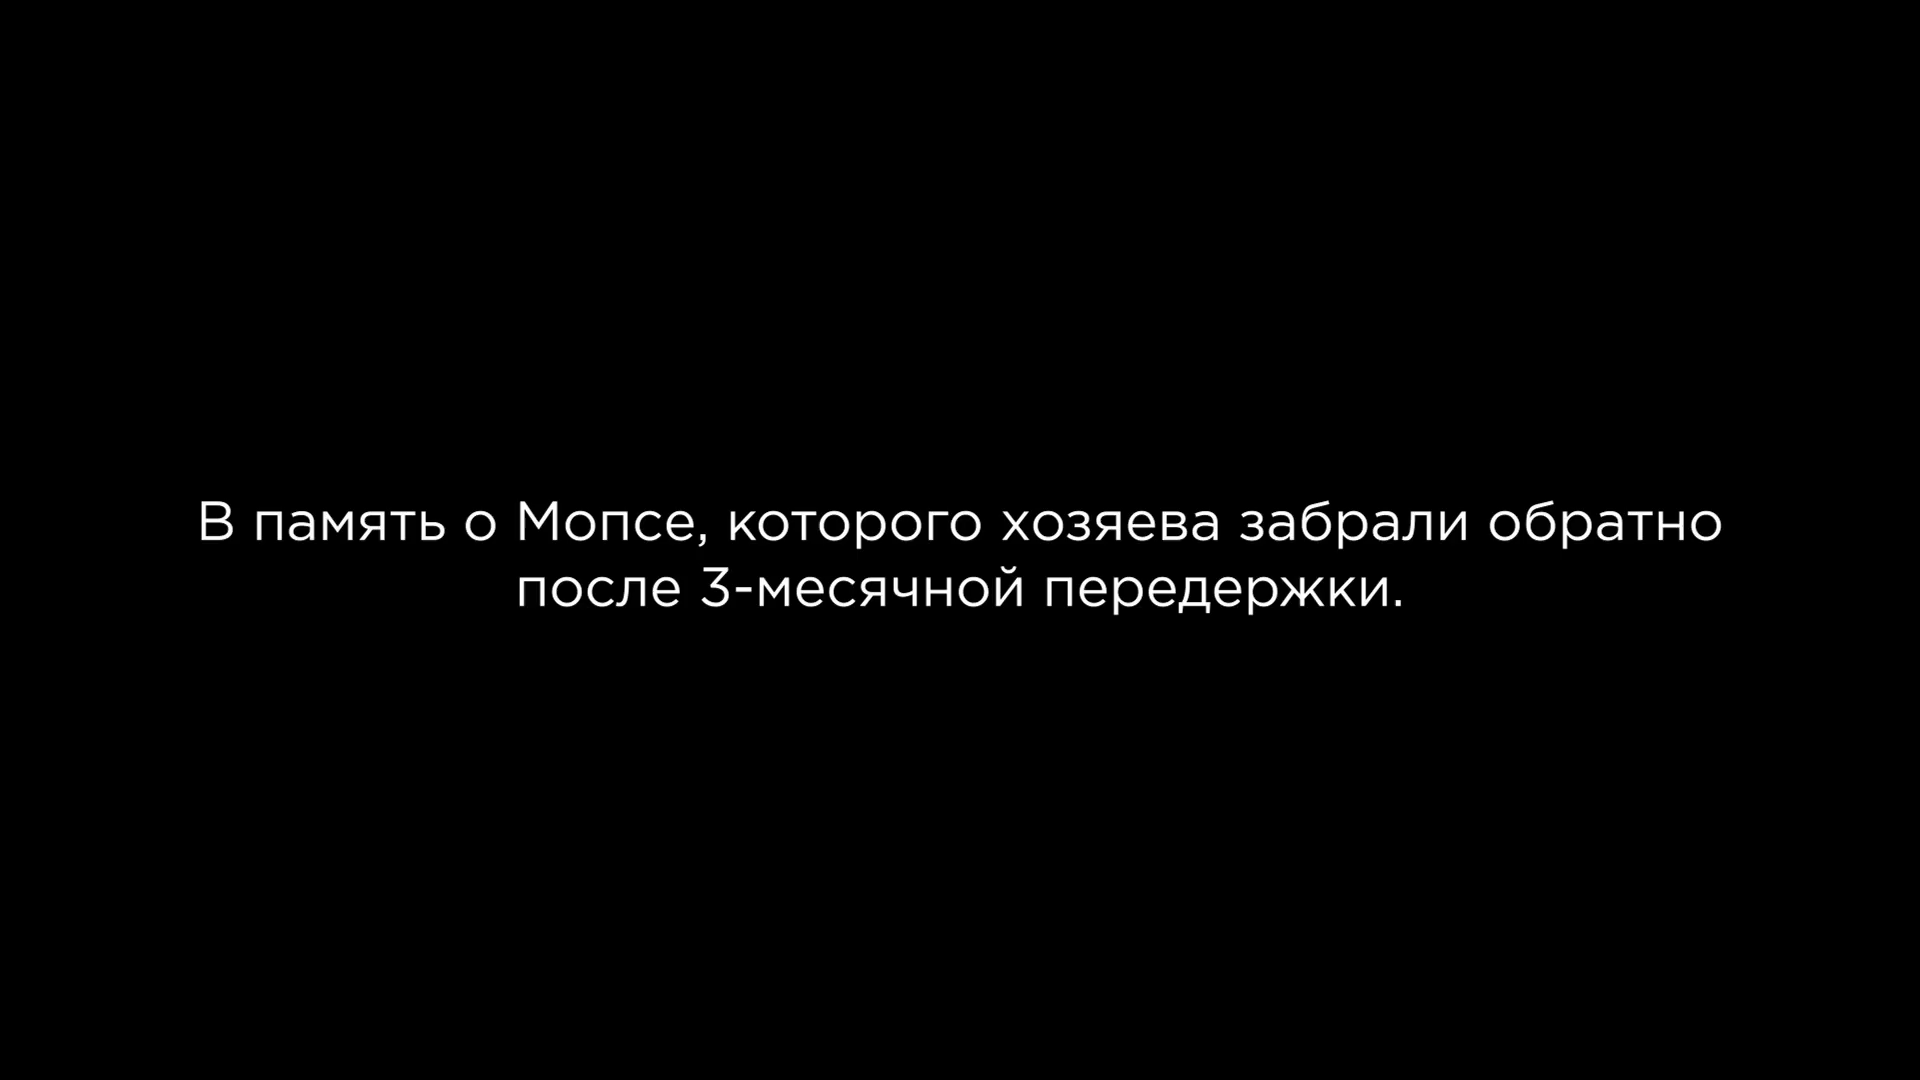 В память о Мопсе, которого хозяева забрали обратно
после 3-месячной передержки.